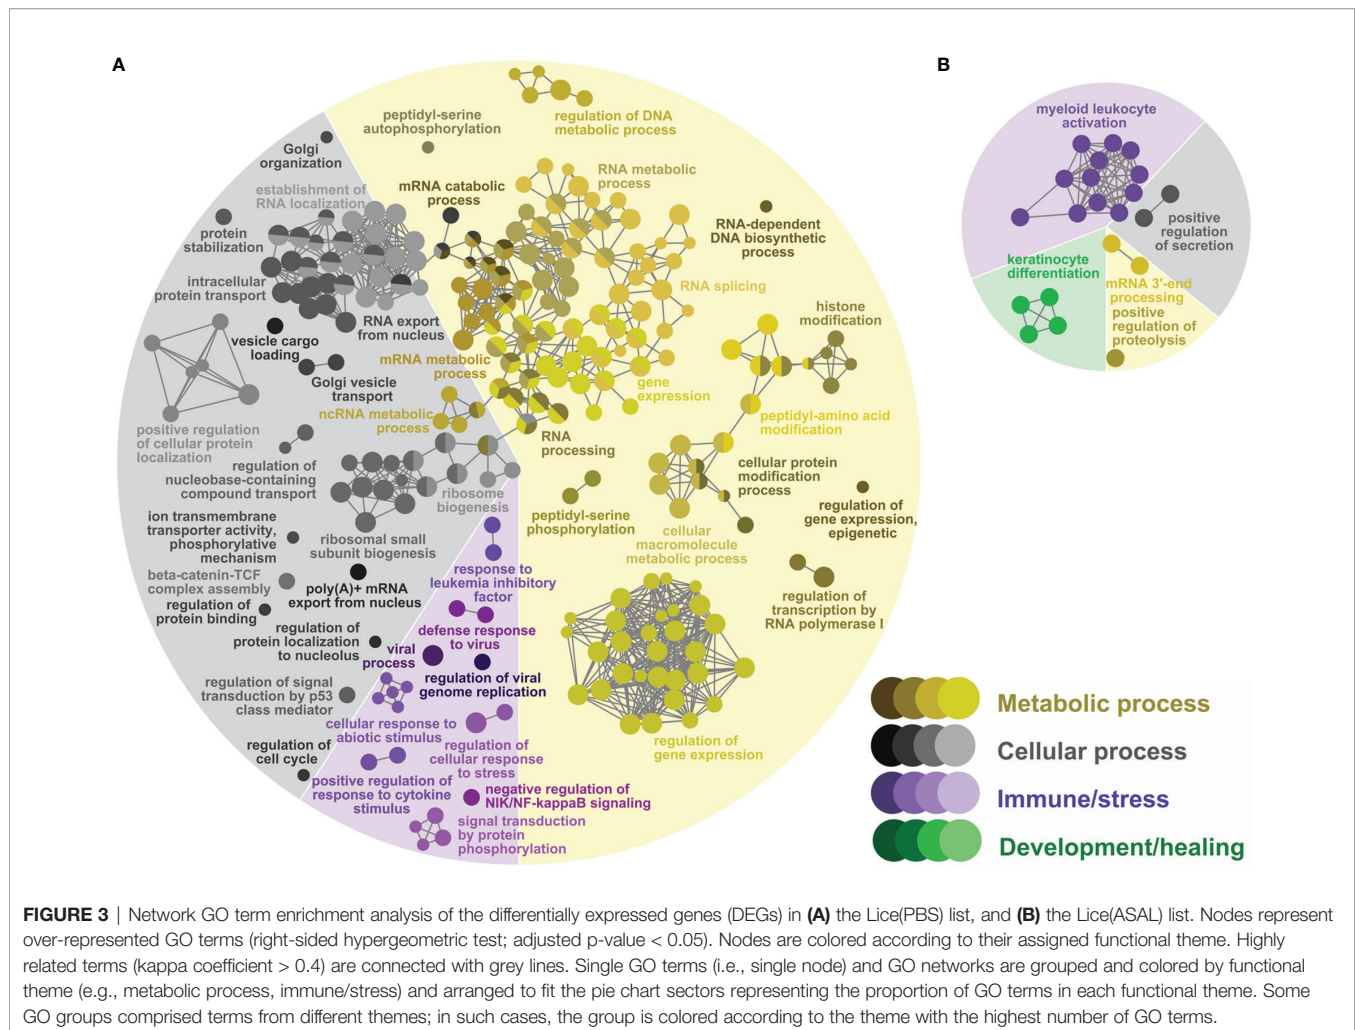 A
B
peptidyl-serine
autophosphorylation
regulation of DNA
metabolic process
Golgi
organization
establishment of
RNA localization
mRNA catabolic
process
RNA metabolic
process
protein
stabilization
RNA-dependent
DNA biosynthetic
process
intracellular
protein transport
RNA splicing
histone
modification
RNA export
from nucleus
vesicle cargo
loading
mRNA metabolic
process
Golgi vesicle
transport
gene
expression
ncRNA metabolic
process
peptidyl-amino acid
modification
positive regulation
of cellular protein
localization
RNA
processing
regulation of
nucleobase-containing
compound transport
cellular protein
modification
process
ribosome
biogenesis
peptidyl-serine
phosphorylation
regulation of
gene expression,
epigenetic
ion transmembrane
transporter activity,
phosphorylative
mechanism
ribosomal small
subunit biogenesis
cellular
macromolecule
metabolic process
beta-catenin-TCF
complex assembly
poly(A)+ mRNA
export from nucleus
response to
leukemia inhibitory
factor
regulation of
transcription by
RNA polymerase I
regulation of
protein binding
regulation of
protein localization
to nucleolus
defense response
to virus
viral
process
regulation of viral
genome replication
regulation of signal
transduction by p53
class mediator
cellular response to
abiotic stimulus
regulation of
cellular response
to stress
regulation of
gene expression
regulation of
cell cycle
positive regulation of
response to cytokine
stimulus
negative regulation of
NIK/NF-kappaB signaling
signal transduction
by protein
phosphorylation
myeloid leukocyte
activation
positive
regulation
of secretion
keratinocyte
differentiation
mRNA 3'-end
processing
positive
regulation of
proteolysis
Metabolic process
Cellular process
Immune/stress
Development/healing
FIGURE 3 | Network GO term enrichment analysis of the differentially expressed genes (DEGs) in (A) the Lice(PBS) list, and (B) the Lice(ASAL) list. Nodes represent
over-represented GO terms (right-sided hypergeometric test; adjusted p-value < 0.05). Nodes are colored according to their assigned functional theme. Highly
related terms (kappa coefficient > 0.4) are connected with grey lines. Single GO terms (i.e., single node) and GO networks are grouped and colored by functional
theme (e.g., metabolic process, immune/stress) and arranged to fit the pie chart sectors representing the proportion of GO terms in each functional theme. Some
GO groups comprised terms from different themes; in such cases, the group is colored according to the theme with the highest number of GO terms.